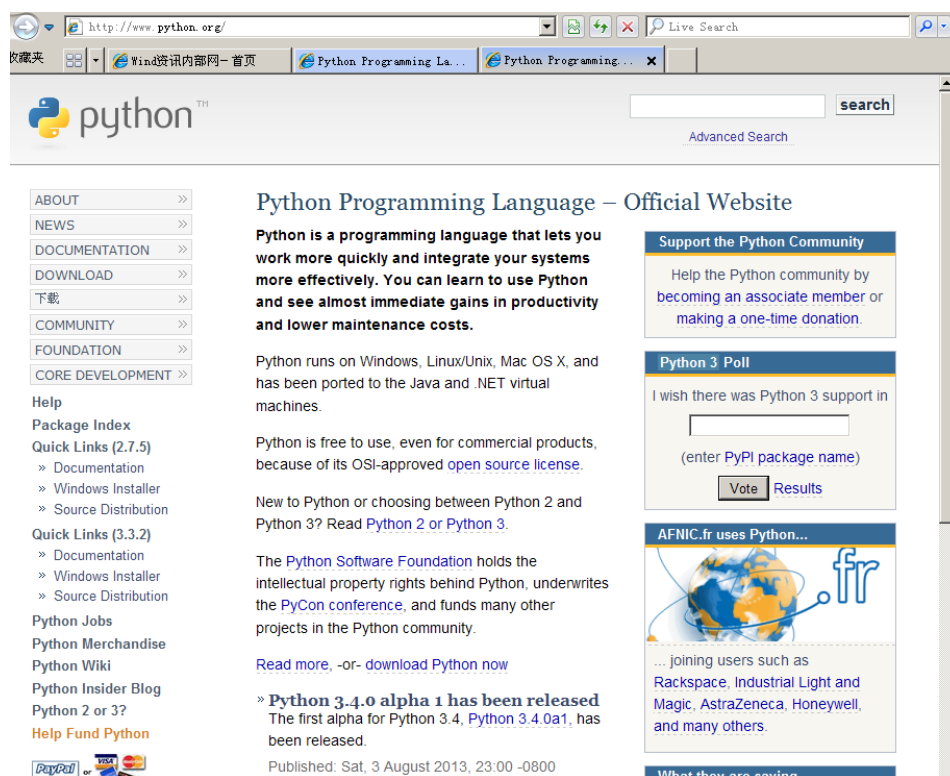 http://www.python.org/
Live Search
收藏夹
Wind资讯内部网- 首页
Python Programming La...
Python Programming...
python™
search
Advanced Search
ABOUT
NEWS
DOCUMENTATION
DOWNLOAD
下载
COMMUNITY
FOUNDATION
CORE DEVELOPMENT
Help
Package Index
Quick Links (2.7.5)
» Documentation
» Windows Installer
» Source Distribution
Quick Links (3.3.2)
» Documentation
» Windows Installer
» Source Distribution
Python Jobs
Python Merchandise
Python Wiki
Python Insider Blog
Python 2 or 3?
Help Fund Python
PayPal or VISA
Python Programming Language – Official Website
Python is a programming language that lets you
work more quickly and integrate your systems
more effectively. You can learn to use Python
and see almost immediate gains in productivity
and lower maintenance costs.
Python runs on Windows, Linux/Unix, Mac OS X, and
has been ported to the Java and .NET virtual
machines.
Python is free to use, even for commercial products,
because of its OSI-approved open source license.
New to Python or choosing between Python 2 and
Python 3? Read Python 2 or Python 3.
The Python Software Foundation holds the
intellectual property rights behind Python, underwrites
the PyCon conference, and funds many other
projects in the Python community.
Read more, -or- download Python now
» Python 3.4.0 alpha 1 has been released
The first alpha for Python 3.4, Python 3.4.0a1, has
been released.
Published: Sat, 3 August 2013, 23:00 -0800
Support the Python Community
Help the Python community by
becoming an associate member or
making a one-time donation.
Python 3 Poll
I wish there was Python 3 support in
(enter PyPI package name)
Vote Results
AFNIC.fr uses Python...
.fr
... joining users such as
Rackspace, Industrial Light and
Magic, AstraZeneca, Honeywell,
and many others.
What they are saying...